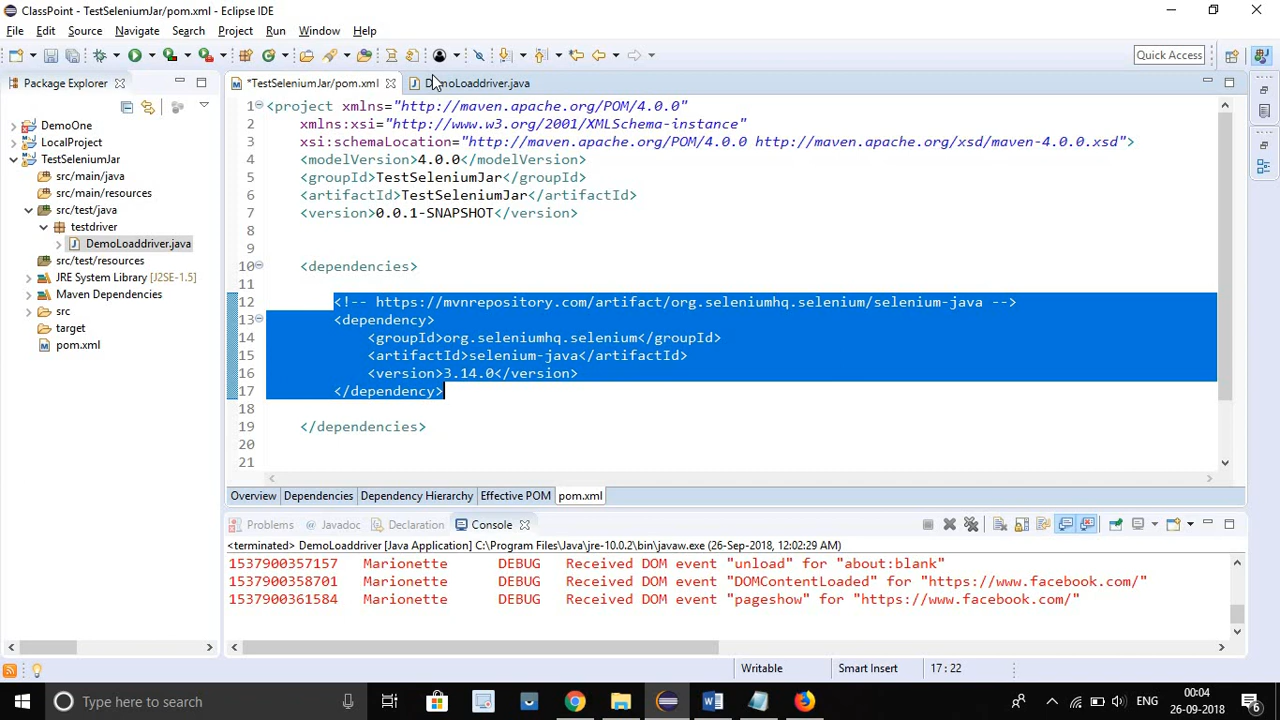 ClassPoint - TestSeleniumJar/pom.xml - Eclipse IDE
File Edit Source Navigate Search Project Run Window Help
Quick Access
Package Explorer
*TestSeleniumJar/pom.xml
DemoLoaddriver.java
DemoOne
LocalProject
TestSeleniumJar
src/main/java
src/main/resources
src/test/java
testdriver
DemoLoaddriver.java
src/test/resources
JRE System Library [J2SE-1.5]
Maven Dependencies
src
target
pom.xml
1 <project xmlns="http://maven.apache.org/POM/4.0.0"
2 xmlns:xsi="http://www.w3.org/2001/XMLSchema-instance"
3 xsi:schemaLocation="http://maven.apache.org/POM/4.0.0 http://maven.apache.org/xsd/maven-4.0.0.xsd">
4 <modelVersion>4.0.0</modelVersion>
5 <groupId>TestSeleniumJar</groupId>
6 <artifactId>TestSeleniumJar</artifactId>
7 <version>0.0.1-SNAPSHOT</version>
8
9
10 <dependencies>
11
12 <!-- https://mvnrepository.com/artifact/org.seleniumhq.selenium/selenium-java -->
13 <dependency>
14 <groupId>org.seleniumhq.selenium</groupId>
15 <artifactId>selenium-java</artifactId>
16 <version>3.14.0</version>
17 </dependency>
18
19 </dependencies>
20
21
Overview Dependencies Dependency Hierarchy Effective POM pom.xml
Problems Javadoc Declaration Console
<terminated> DemoLoaddriver [Java Application] C:\Program Files\Java\jre-10.0.2\bin\javaw.exe (26-Sep-2018, 12:02:29 AM)
1537900357157 Marionette DEBUG Received DOM event "unload" for "about:blank"
1537900358701 Marionette DEBUG Received DOM event "DOMContentLoaded" for "https://www.facebook.com/"
1537900361584 Marionette DEBUG Received DOM event "pageshow" for "https://www.facebook.com/"
Writable Smart Insert 17 : 22
Type here to search
ENG
00:04
26-09-2018
6